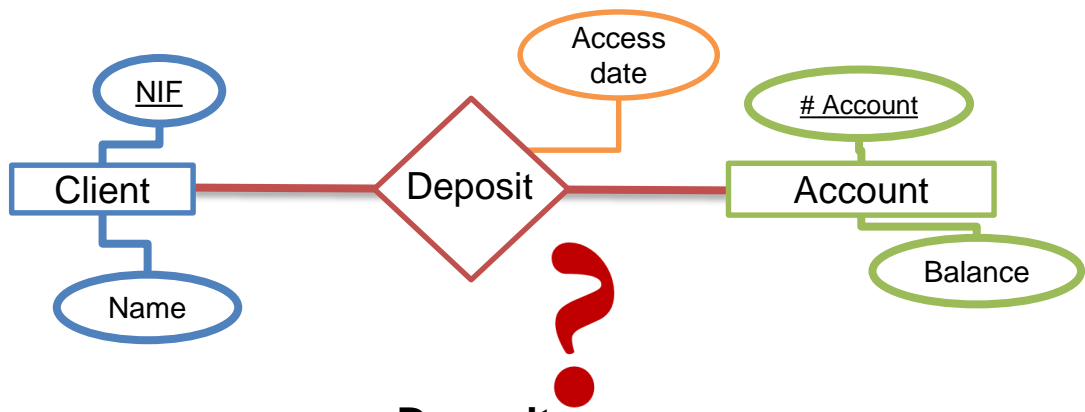 Access
date
NIF
# Account
Client
Deposit
Account
Name
Balance
?